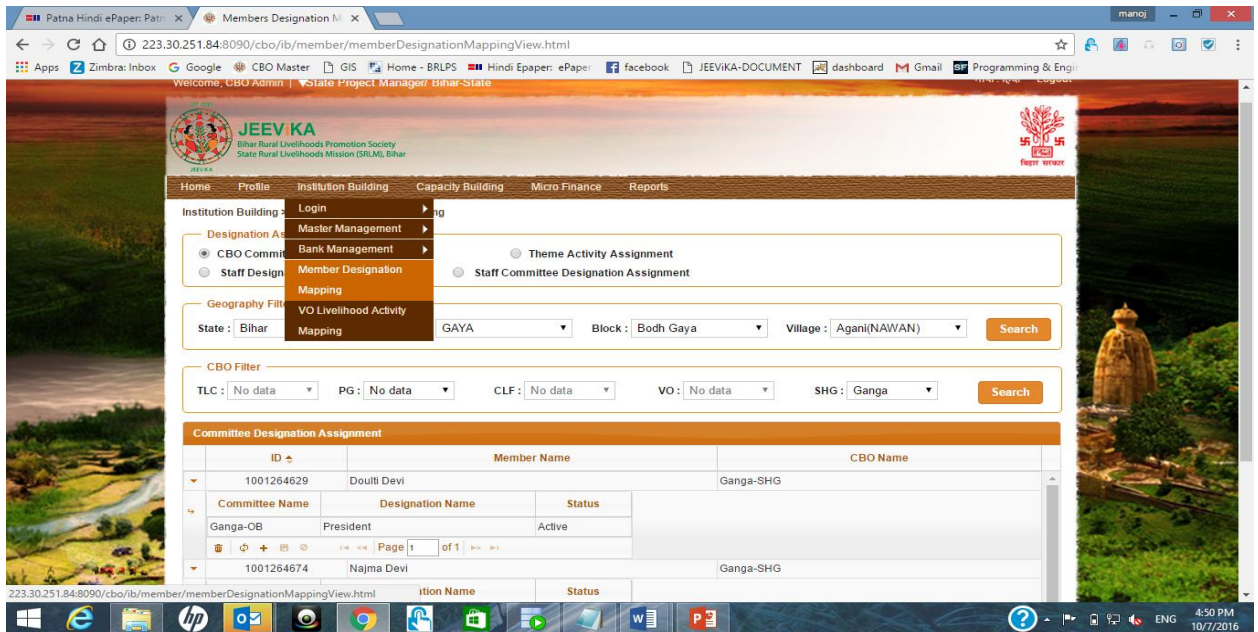 Patna Hindi ePaper: Patn
Members Designation M
manoj
223.30.251.84:8090/cbo/ib/member/memberDesignationMappingView.html
Apps Zimbra: Inbox Google CBO Master GIS Home - BRLPS Hindi Epaper: ePaper facebook JEEViKA-DOCUMENT dashboard Gmail SF Programming & Engi
Welcome, CBO Admin | State Project Manager/ Bihar-State
Logout
JEEViKA
Bihar Rural Livelihoods Promotion Society
State Rural Livelihoods Mission (SRLM), Bihar
JEEVIKA
बिहार सरकार
Home Profile Institution Building Capacity Building Micro Finance Reports
Institution Building > ng
Login
Master Management
Bank Management
Member Designation
Mapping
VO Livelihood Activity
Mapping
Designation As
CBO Commit Theme Activity Assignment
Staff Design Staff Committee Designation Assignment
Geography Filte
State : Bihar GAYA Block : Bodh Gaya Village : Agani(NAWAN) Search
CBO Filter
TLC : No data PG : No data CLF : No data VO : No data SHG : Ganga Search
Committee Designation Assignment
ID Member Name CBO Name
1001264629 Doulti Devi Ganga-SHG
Committee Name Designation Name Status
Ganga-OB President Active
Page 1 of 1
1001264674 Najma Devi Ganga-SHG
ition Name Status
223.30.251.84:8090/cbo/ib/member/memberDesignationMappingView.html
ENG
4:50 PM
10/7/2016